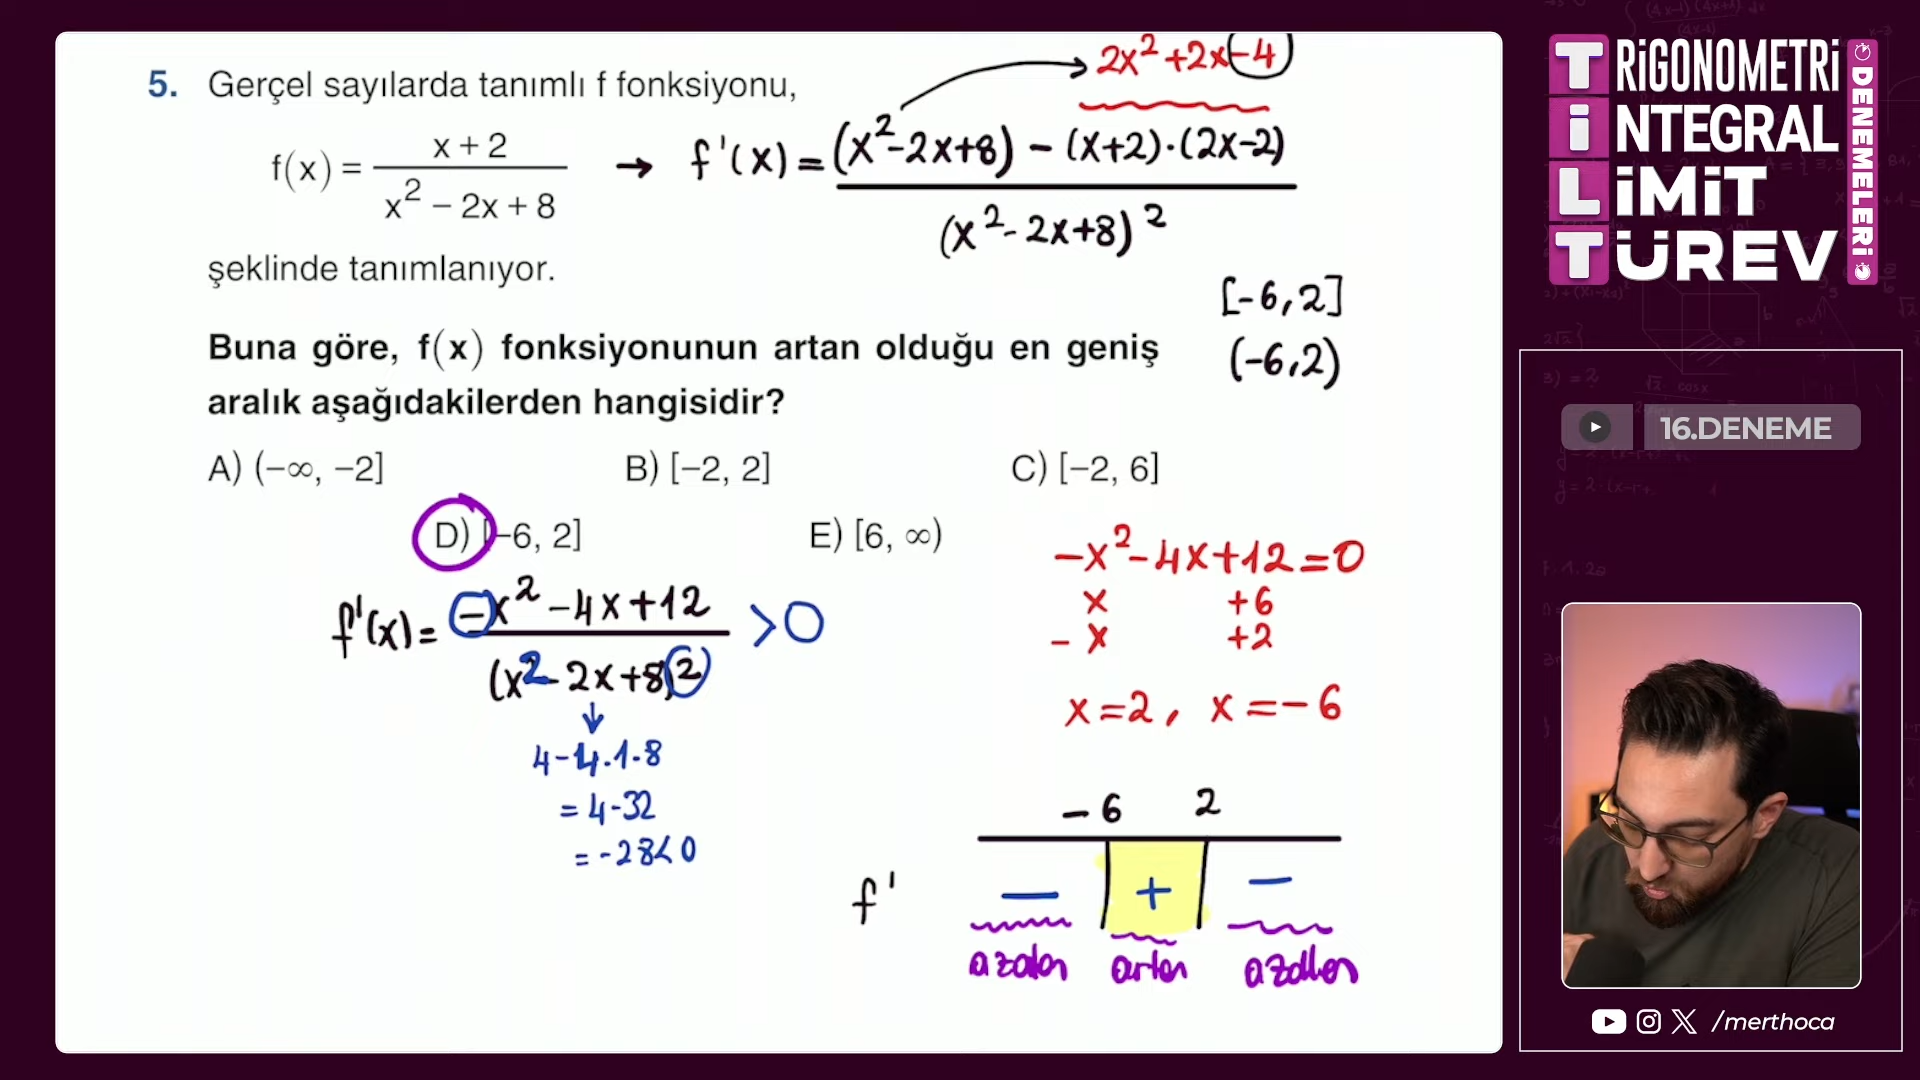 5. Gerçel sayılarda tanımlı f fonksiyonu,
2x² + 2x - 4
f(x) = (x + 2) / (x² − 2x + 8) → f'(x) = ((x² - 2x + 8) - (x+2)·(2x-2)) / (x² - 2x + 8)²
şeklinde tanımlanıyor.
[-6,2]
(-6,2)
Buna göre, f(x) fonksiyonunun artan olduğu en geniş
aralık aşağıdakilerden hangisidir?
A) (−∞, −2]
B) [−2, 2]
C) [−2, 6]
D) [−6, 2]
E) [6, ∞)
f'(x) = (-x² - 4x + 12) / (x² - 2x + 8)² > 0
↓
4 - 4.1.8
= 4 - 32
= -28 < 0
-x² - 4x + 12 = 0
x +6
- x +2
x = 2, x = -6
-6 2
f' — + —
azalan artan azalan
TRİGONOMETRİ
İNTEGRAL
LİMİT
TÜREV
DENEMELERİ
16.DENEME
/merthoca